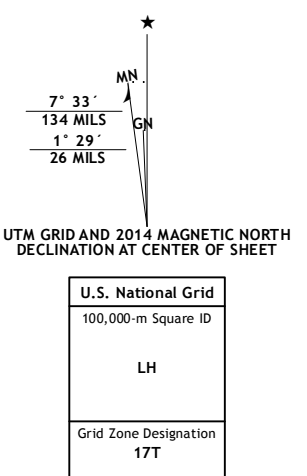 ★
MN
7° 33´
134 MILS
GN
1° 29´
26 MILS
UTM GRID AND 2014 MAGNETIC NORTH
DECLINATION AT CENTER OF SHEET
U.S. National Grid
100,000-m Square ID
LH
Grid Zone Designation
17T